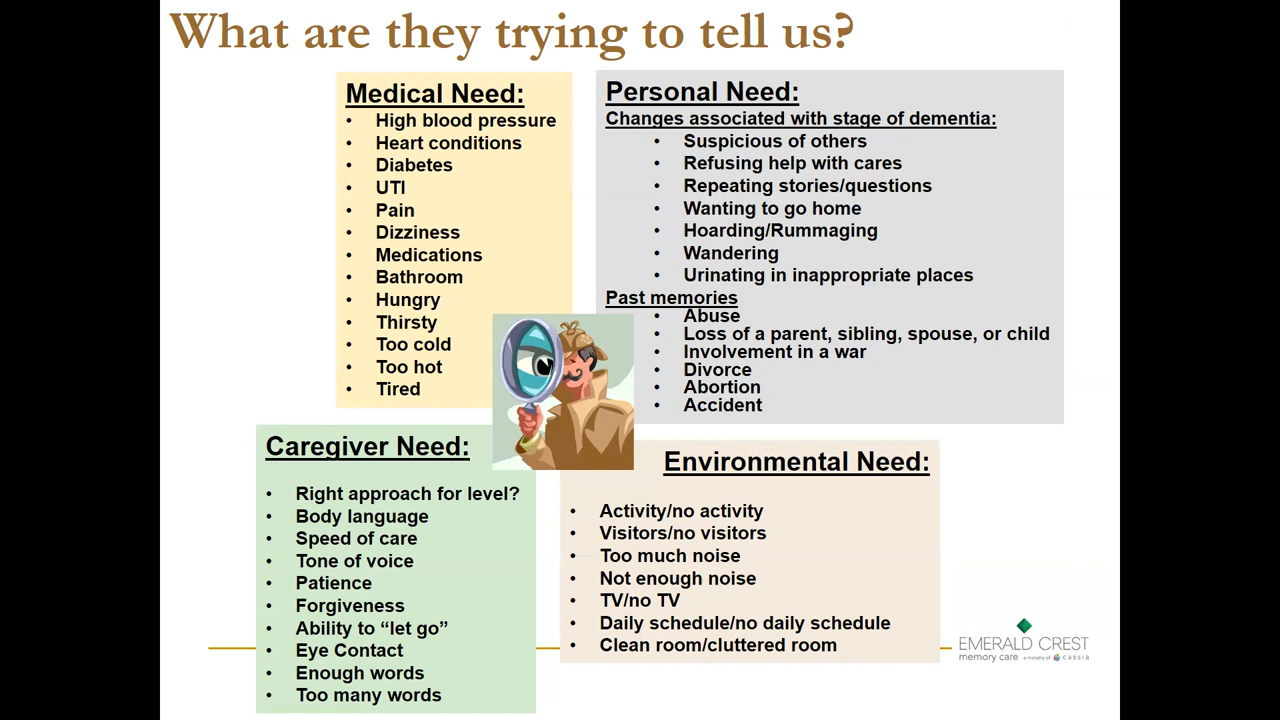 What are they trying to tell us?
Medical Need:
• High blood pressure
• Heart conditions
• Diabetes
• UTI
• Pain
• Dizziness
• Medications
• Bathroom
• Hungry
• Thirsty
• Too cold
• Too hot
• Tired
Personal Need:
Changes associated with stage of dementia:
• Suspicious of others
• Refusing help with cares
• Repeating stories/questions
• Wanting to go home
• Hoarding/Rummaging
• Wandering
• Urinating in inappropriate places
Past memories
• Abuse
• Loss of a parent, sibling, spouse, or child
• Involvement in a war
• Divorce
• Abortion
• Accident
Caregiver Need:
• Right approach for level?
• Body language
• Speed of care
• Tone of voice
• Patience
• Forgiveness
• Ability to “let go”
• Eye Contact
• Enough words
• Too many words
Environmental Need:
• Activity/no activity
• Visitors/no visitors
• Too much noise
• Not enough noise
• TV/no TV
• Daily schedule/no daily schedule
• Clean room/cluttered room
EMERALD CREST
memory care a ministry of cassia